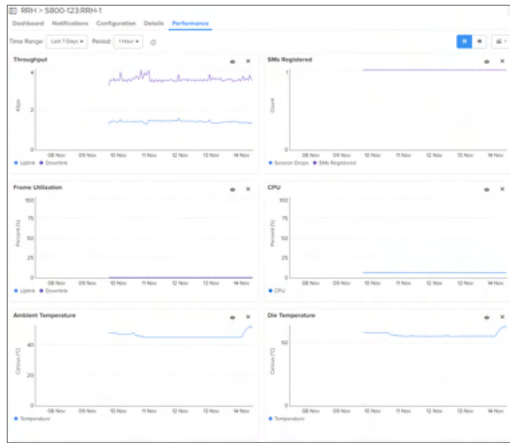 RRH > S800-123:RRH-1
Dashboard Notifications Configuration Details Performance
Time Range: Last 7 Days Period: 1 Hour
Throughput
4
2
0
Kbps
08 Nov 09 Nov 10 Nov 11 Nov 12 Nov 13 Nov 14 Nov
Uplink Downlink
SMs Registered
1
0
Count
08 Nov 09 Nov 10 Nov 11 Nov 12 Nov 13 Nov 14 Nov
Session Drops SMs Registered
Frame Utilization
100
75
50
25
0
Percent (%)
08 Nov 09 Nov 10 Nov 11 Nov 12 Nov 13 Nov 14 Nov
Uplink Downlink
CPU
100
75
50
25
0
Percent (%)
08 Nov 09 Nov 10 Nov 11 Nov 12 Nov 13 Nov 14 Nov
CPU
Ambient Temperature
40
20
0
Celsius (°C)
08 Nov 09 Nov 10 Nov 11 Nov 12 Nov 13 Nov 14 Nov
Temperature
Die Temperature
50
0
Celsius (°C)
08 Nov 09 Nov 10 Nov 11 Nov 12 Nov 13 Nov 14 Nov
Temperature